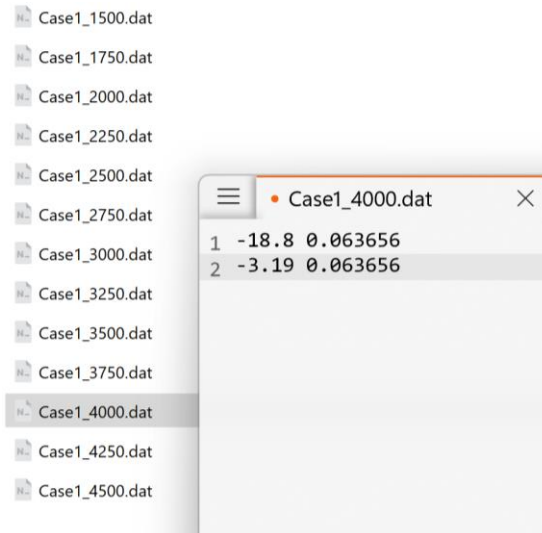 Case1_1500.dat
Case1_1750.dat
Case1_2000.dat
Case1_2250.dat
Case1_2500.dat
Case1_2750.dat
Case1_3000.dat
Case1_3250.dat
Case1_3500.dat
Case1_3750.dat
Case1_4000.dat
Case1_4250.dat
Case1_4500.dat
Case1_4000.dat
1 -18.8 0.063656
2 -3.19 0.063656